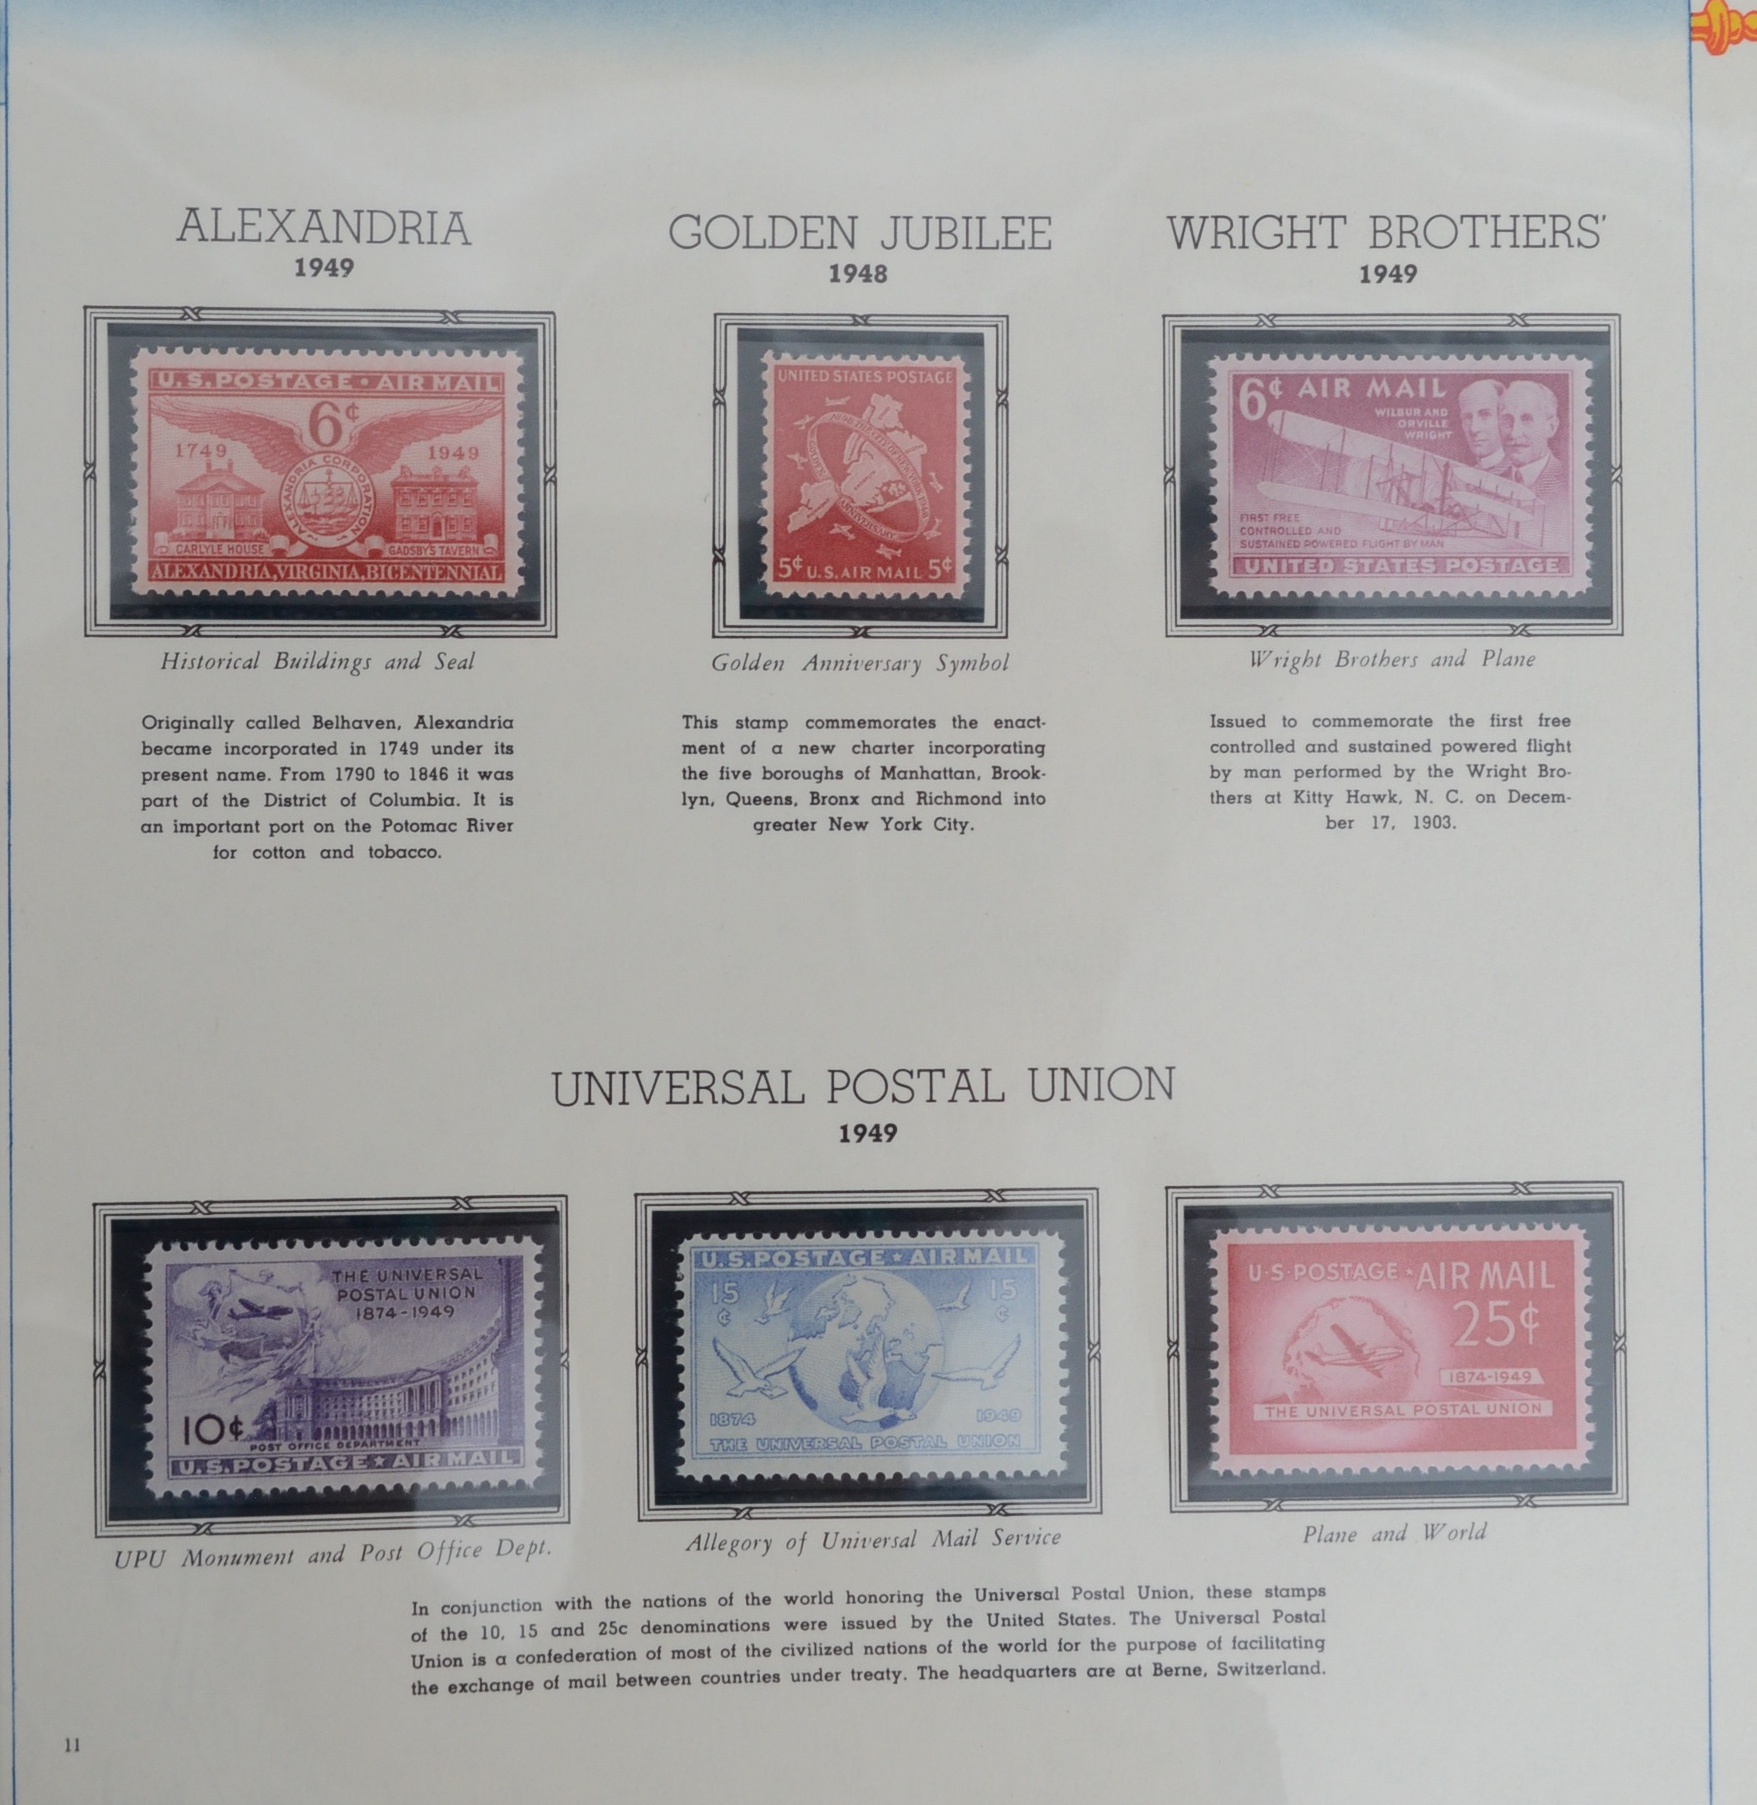 ALEXANDRIA
1949
U.S. POSTAGE • AIR MAIL
6¢
1749
1949
ALEXANDRIA CORPORATION
CARLYLE HOUSE
GADSBY'S TAVERN
ALEXANDRIA, VIRGINIA, BICENTENNIAL
Historical Buildings and Seal
Originally called Belhaven, Alexandria
became incorporated in 1749 under its
present name. From 1790 to 1846 it was
part of the District of Columbia. It is
an important port on the Potomac River
for cotton and tobacco.
GOLDEN JUBILEE
1948
UNITED STATES POSTAGE
ANNIVERSARY
5¢ U.S. AIR MAIL 5¢
Golden Anniversary Symbol
This stamp commemorates the enact-
ment of a new charter incorporating
the five boroughs of Manhattan, Brook-
lyn, Queens, Bronx and Richmond into
greater New York City.
WRIGHT BROTHERS'
1949
6¢ AIR MAIL
WILBUR AND
ORVILLE
WRIGHT
FIRST FREE
CONTROLLED AND
SUSTAINED POWERED FLIGHT BY MAN
UNITED STATES POSTAGE
Wright Brothers and Plane
Issued to commemorate the first free
controlled and sustained powered flight
by man performed by the Wright Bro-
thers at Kitty Hawk, N. C. on Decem-
ber 17, 1903.
UNIVERSAL POSTAL UNION
1949
THE UNIVERSAL
POSTAL UNION
1874-1949
10¢
POST OFFICE DEPARTMENT
U.S. POSTAGE ★ AIR MAIL
UPU Monument and Post Office Dept.
U.S. POSTAGE ★ AIR MAIL
15 ¢
15 ¢
1874
1949
THE UNIVERSAL POSTAL UNION
Allegory of Universal Mail Service
U·S·POSTAGE ★ AIR MAIL
25¢
1874-1949
THE UNIVERSAL POSTAL UNION
Plane and World
In conjunction with the nations of the world honoring the Universal Postal Union, these stamps
of the 10, 15 and 25c denominations were issued by the United States. The Universal Postal
Union is a confederation of most of the civilized nations of the world for the purpose of facilitating
the exchange of mail between countries under treaty. The headquarters are at Berne, Switzerland.
11